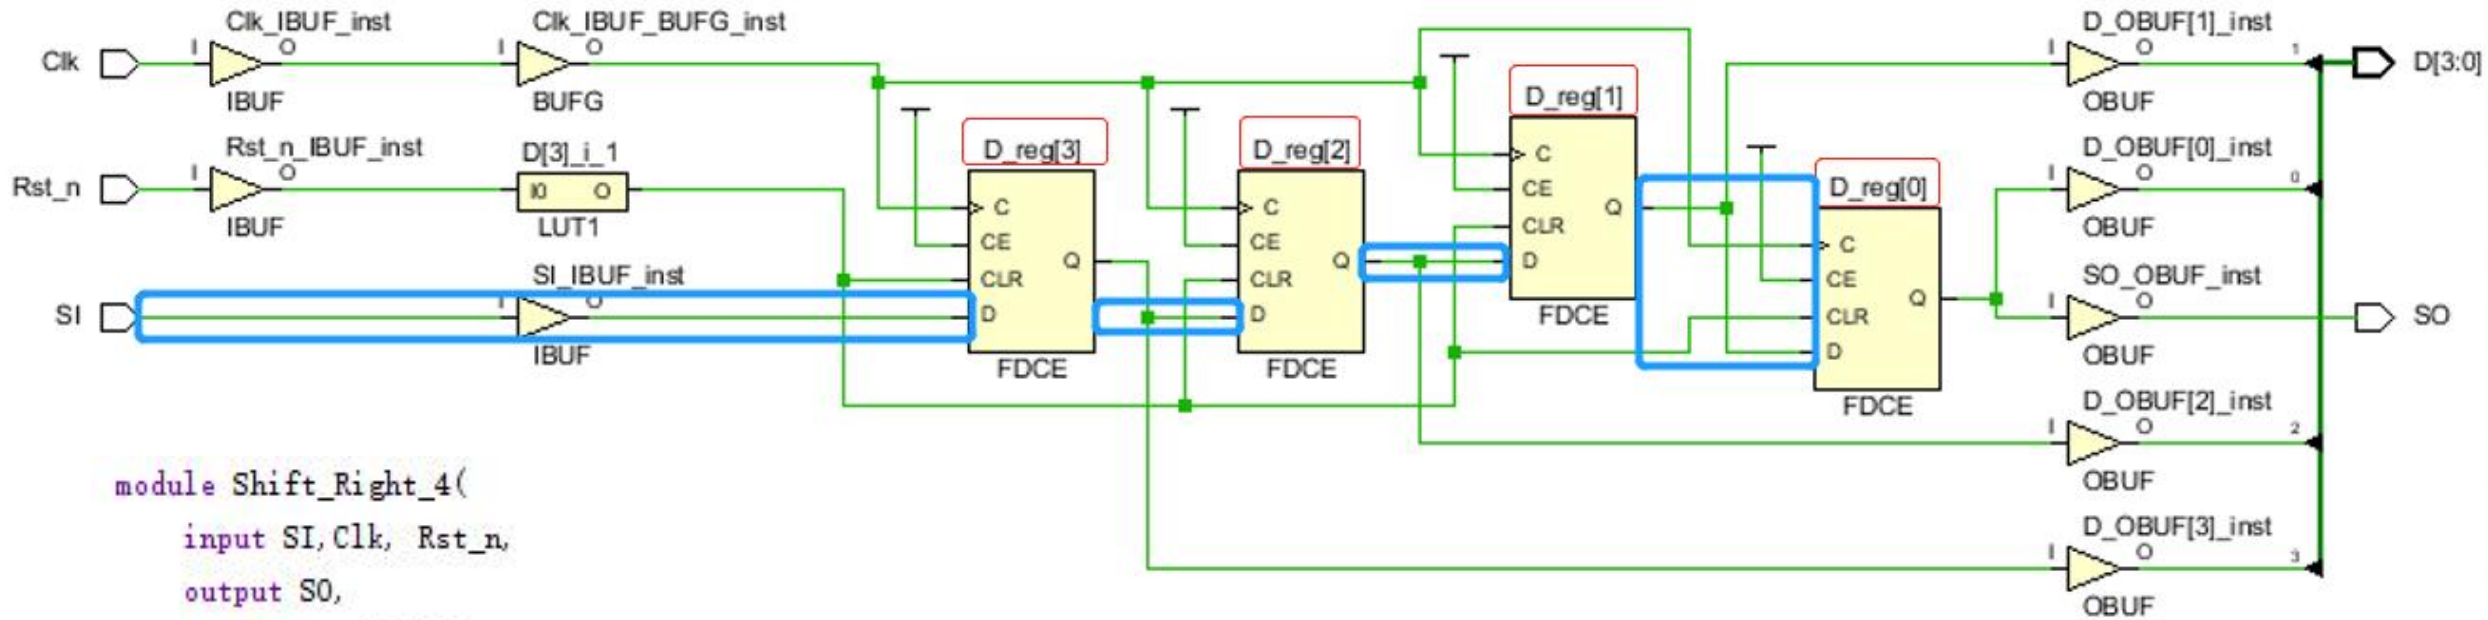 Clk_IBUF_inst
Clk_IBUF_BUFG_inst
D_OBUF[1]_inst
Clk
I
O
I
O
D_reg[1]
I
O
1
D[3:0]
IBUF
BUFG
OBUF
Rst_n_IBUF_inst
D[3]_i_1
D_reg[3]
D_reg[2]
C
CE
CLR
D
Q
FDCE
D_reg[0]
D_OBUF[0]_inst
Rst_n
I
O
I0
O
I
O
0
IBUF
LUT1
OBUF
C
CE
CLR
D
Q
FDCE
C
CE
CLR
D
Q
FDCE
C
CE
CLR
D
Q
FDCE
SI_IBUF_inst
SO_OBUF_inst
SI
I
O
I
O
SO
IBUF
OBUF
D_OBUF[2]_inst
I
O
2
OBUF
D_OBUF[3]_inst
I
O
3
OBUF
module Shift_Right_4(
input SI,Clk, Rst_n,
output SO,